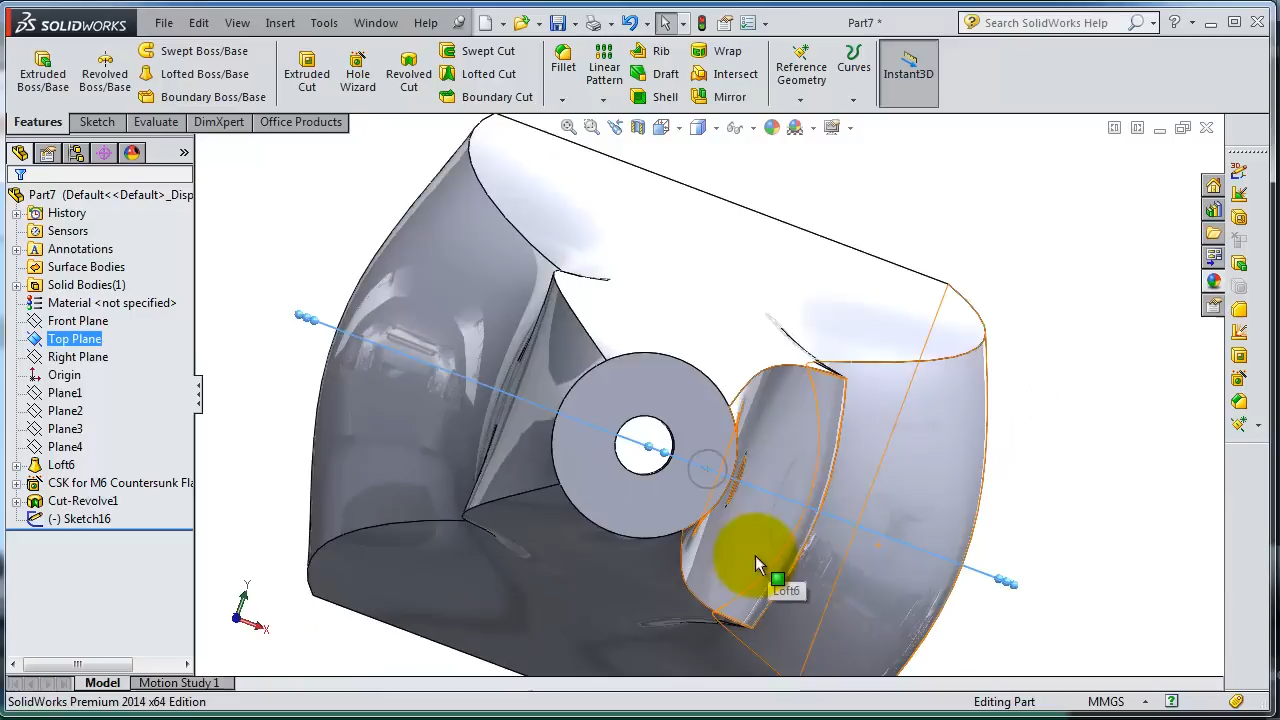 SOLIDWORKS File Edit View Insert Tools Window Help Part7 * Search SolidWorks Help
Extruded Boss/Base
Revolved Boss/Base
Swept Boss/Base
Lofted Boss/Base
Boundary Boss/Base
Extruded Cut
Hole Wizard
Revolved Cut
Swept Cut
Lofted Cut
Boundary Cut
Fillet
Linear Pattern
Rib
Draft
Shell
Wrap
Intersect
Mirror
Reference Geometry
Curves
Instant3D
Features Sketch Evaluate DimXpert Office Products
Part7 (Default<<Default>_Disp
History
Sensors
Annotations
Surface Bodies
Solid Bodies(1)
Material <not specified>
Front Plane
Top Plane
Right Plane
Origin
Plane1
Plane2
Plane3
Plane4
Loft6
CSK for M6 Countersunk Fla
Cut-Revolve1
(-) Sketch16
Loft6
Y
X
Model Motion Study 1
SolidWorks Premium 2014 x64 Edition Editing Part MMGS